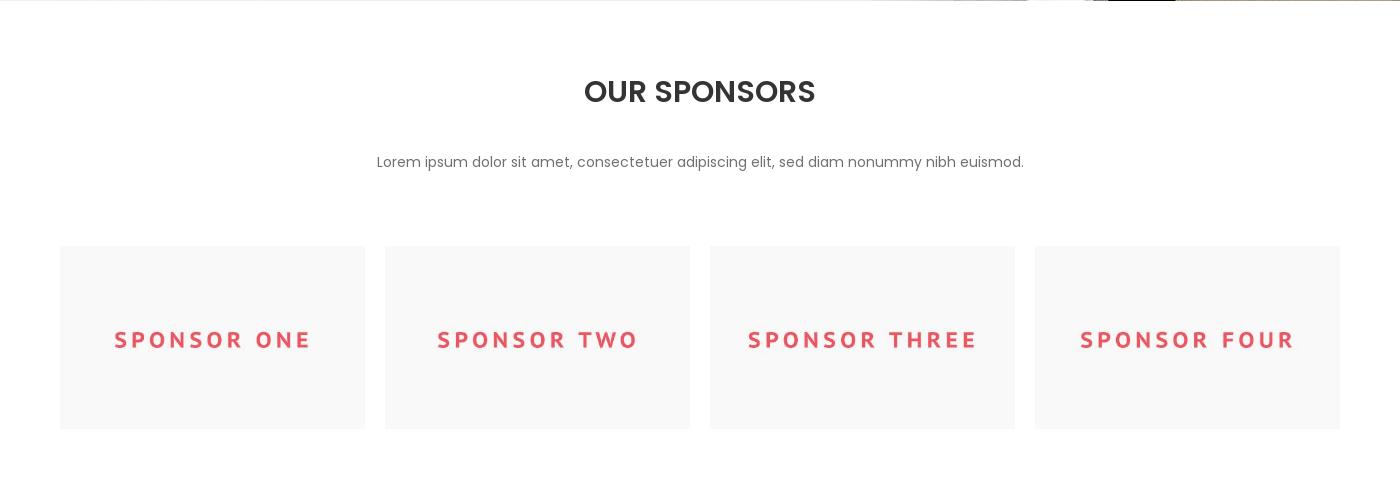 OUR SPONSORS
Lorem ipsum dolor sit amet, consectetuer adipiscing elit, sed diam nonummy nibh euismod.
SPONSOR ONE
SPONSOR TWO
SPONSOR THREE
SPONSOR FOUR